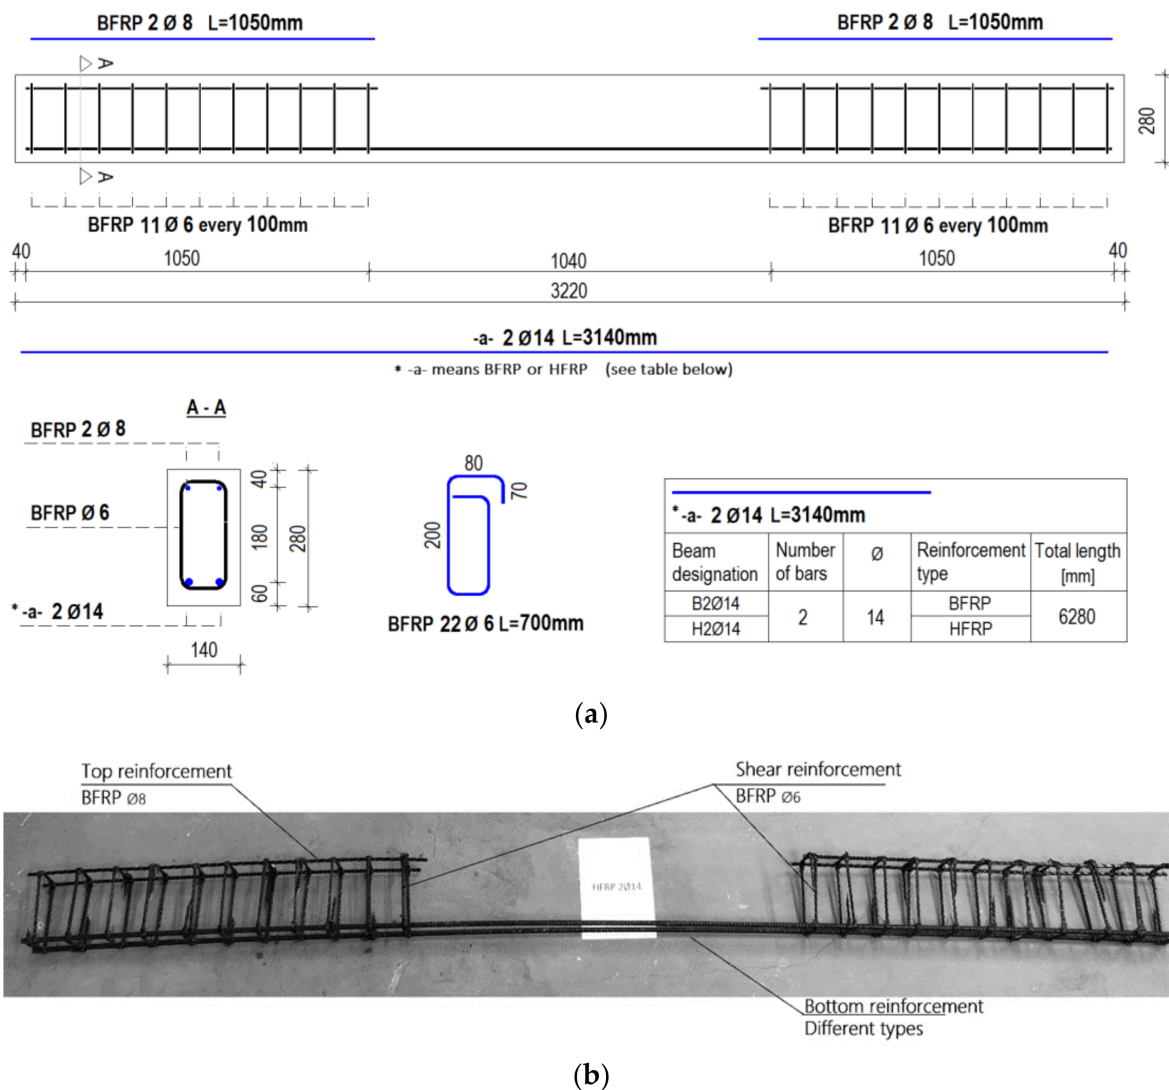 BFRP 2 Ø 8 L=1050mm
BFRP 2 Ø 8 L=1050mm
A
A
280
BFRP 11 Ø 6 every 100mm
BFRP 11 Ø 6 every 100mm
40
1050
1040
1050
40
3220
-a- 2 Ø14 L=3140mm
* -a- means BFRP or HFRP (see table below)
A - A
BFRP 2 Ø 8
BFRP Ø 6
* -a- 2 Ø14
40
180
60
280
140
80
70
200
BFRP 22 Ø 6 L=700mm
*-a- 2 Ø14 L=3140mm
Beam designation
Number of bars
Ø
Reinforcement type
Total length [mm]
B2Ø14
H2Ø14
2
14
BFRP
HFRP
6280
(a)
Top reinforcement
BFRP Ø8
Shear reinforcement
BFRP Ø6
HFRP 2Ø14
Bottom reinforcement
Different types
(b)